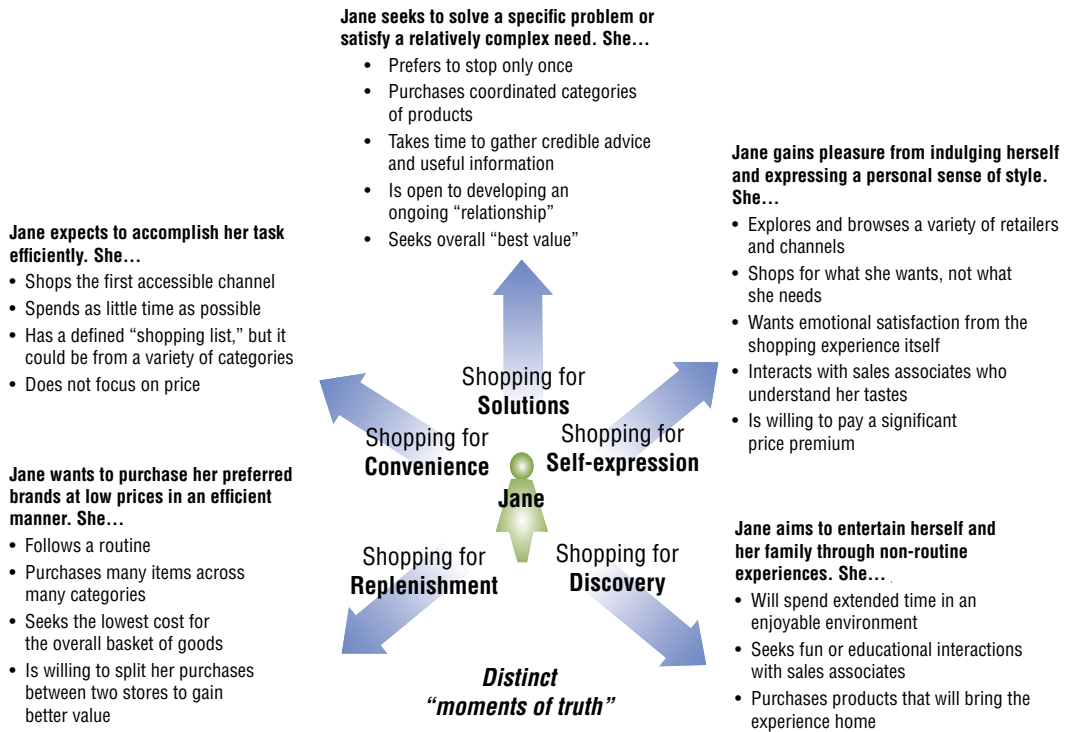 Jane seeks to solve a specific problem or
satisfy a relatively complex need. She…
• Prefers to stop only once
• Purchases coordinated categories
of products
• Takes time to gather credible advice
and useful information
• Is open to developing an
ongoing “relationship”
• Seeks overall “best value”
Jane gains pleasure from indulging herself
and expressing a personal sense of style.
She…
• Explores and browses a variety of retailers
and channels
• Shops for what she wants, not what
she needs
• Wants emotional satisfaction from the
shopping experience itself
• Interacts with sales associates who
understand her tastes
• Is willing to pay a significant
price premium
Jane expects to accomplish her task
efficiently. She…
• Shops the first accessible channel
• Spends as little time as possible
• Has a defined “shopping list,” but it
could be from a variety of categories
• Does not focus on price
Shopping for
Solutions
Shopping for
Convenience
Shopping for
Self-expression
Jane
Shopping for
Replenishment
Shopping for
Discovery
Jane wants to purchase her preferred
brands at low prices in an efficient
manner. She…
• Follows a routine
• Purchases many items across
many categories
• Seeks the lowest cost for
the overall basket of goods
• Is willing to split her purchases
between two stores to gain
better value
Jane aims to entertain herself and
her family through non-routine
experiences. She…
• Will spend extended time in an
enjoyable environment
• Seeks fun or educational interactions
with sales associates
• Purchases products that will bring the
experience home
Distinct
“moments of truth”